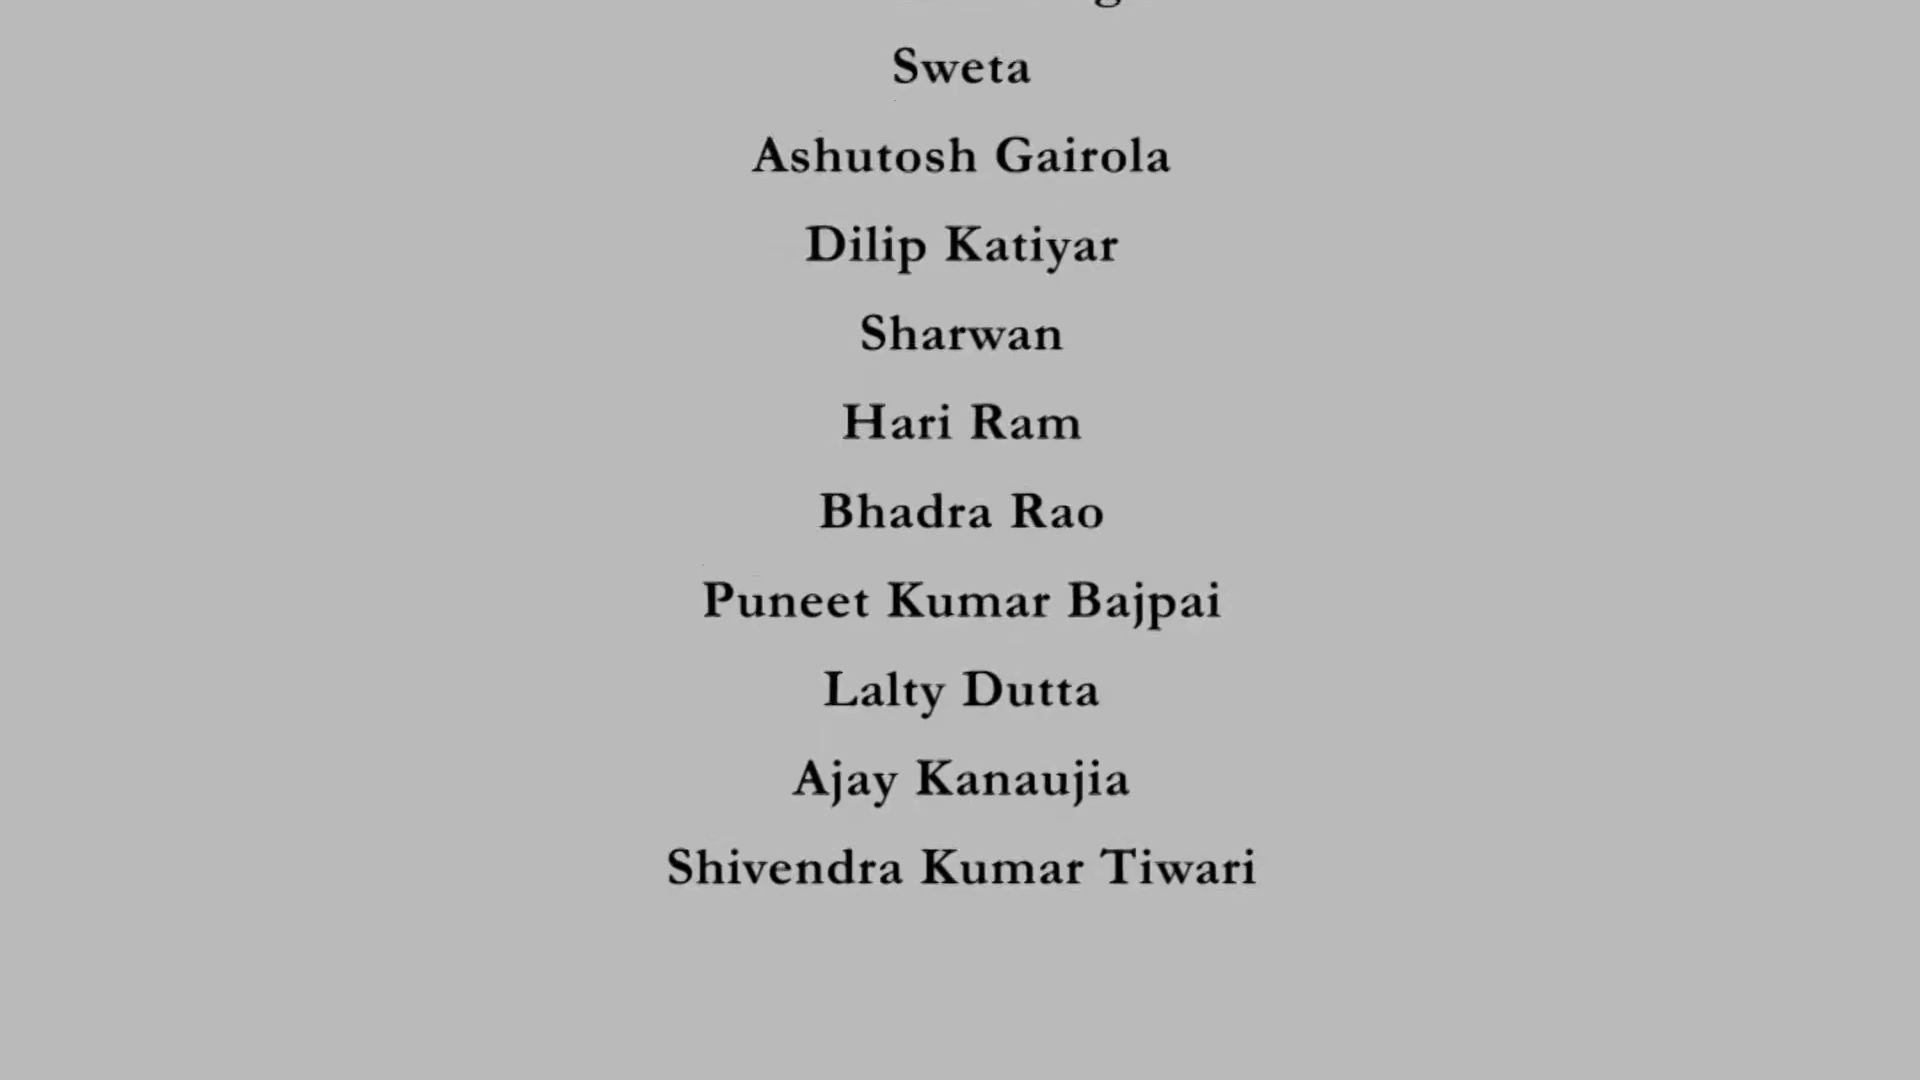 Sweta
Ashutosh Gairola
Dilip Katiyar
Sharwan
Hari Ram
Bhadra Rao
Puneet Kumar Bajpai
Lalty Dutta
Ajay Kanaujia
Shivendra Kumar Tiwari